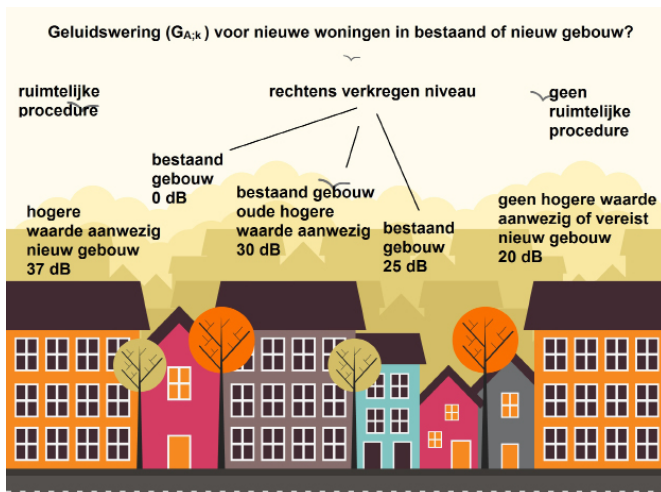 Geluidswering (GA;k ) voor nieuwe woningen in bestaand of nieuw gebouw?
ruimtelijke
procedure
rechtens verkregen niveau
geen
ruimtelijke
procedure
bestaand
gebouw
0 dB
hogere
waarde aanwezig
nieuw gebouw
37 dB
bestaand gebouw
oude hogere
waarde aanwezig
30 dB
bestaand
gebouw
25 dB
geen hogere waarde
aanwezig of vereist
nieuw gebouw
20 dB